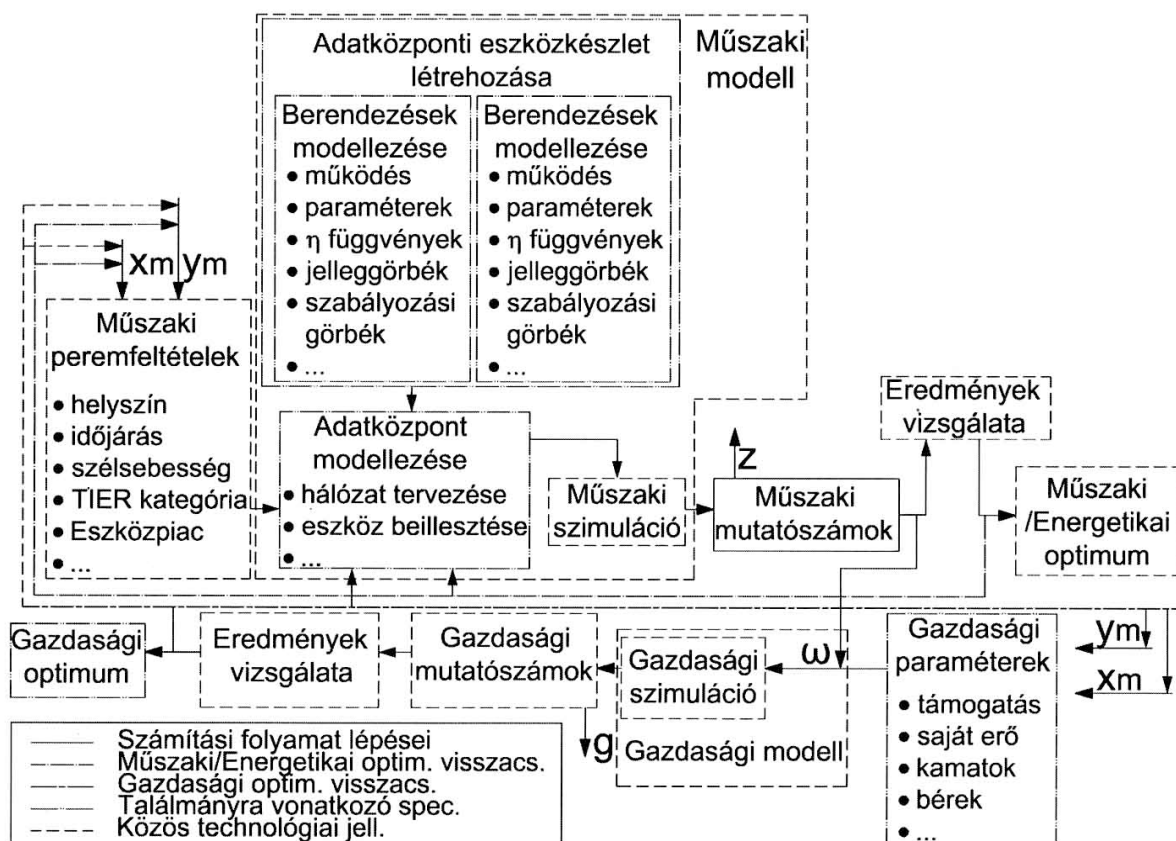 Adatközponti eszközkészlet
létrehozása
Műszaki
modell
Berendezések
modellezése
• működés
• paraméterek
• η függvények
• jelleggörbék
• szabályozási
görbék
• ...
Berendezések
modellezése
• működés
• paraméterek
• η függvények
• jelleggörbék
• szabályozási
görbék
• ...
xm
ym
Műszaki
peremfeltételek
• helyszín
• időjárás
• szélsebesség
• TIER kategória
• Eszközpiac
• ...
Adatközpont
modellezése
• hálózat tervezése
• eszköz beillesztése
• ...
Műszaki
szimuláció
z
Műszaki
mutatószámok
Eredmények
vizsgálata
Műszaki
/Energetikai
optimum
Gazdasági
optimum
Eredmények
vizsgálata
Gazdasági
mutatószámok
g
Gazdasági
szimuláció
Gazdasági modell
ω
Gazdasági
paraméterek
• támogatás
• saját erő
• kamatok
• bérek
• ...
ym
xm
Számítási folyamat lépései
Műszaki/Energetikai optim. visszacs.
Gazdasági optim. visszacs.
Találmányra vonatkozó spec.
Közös technológiai jell.